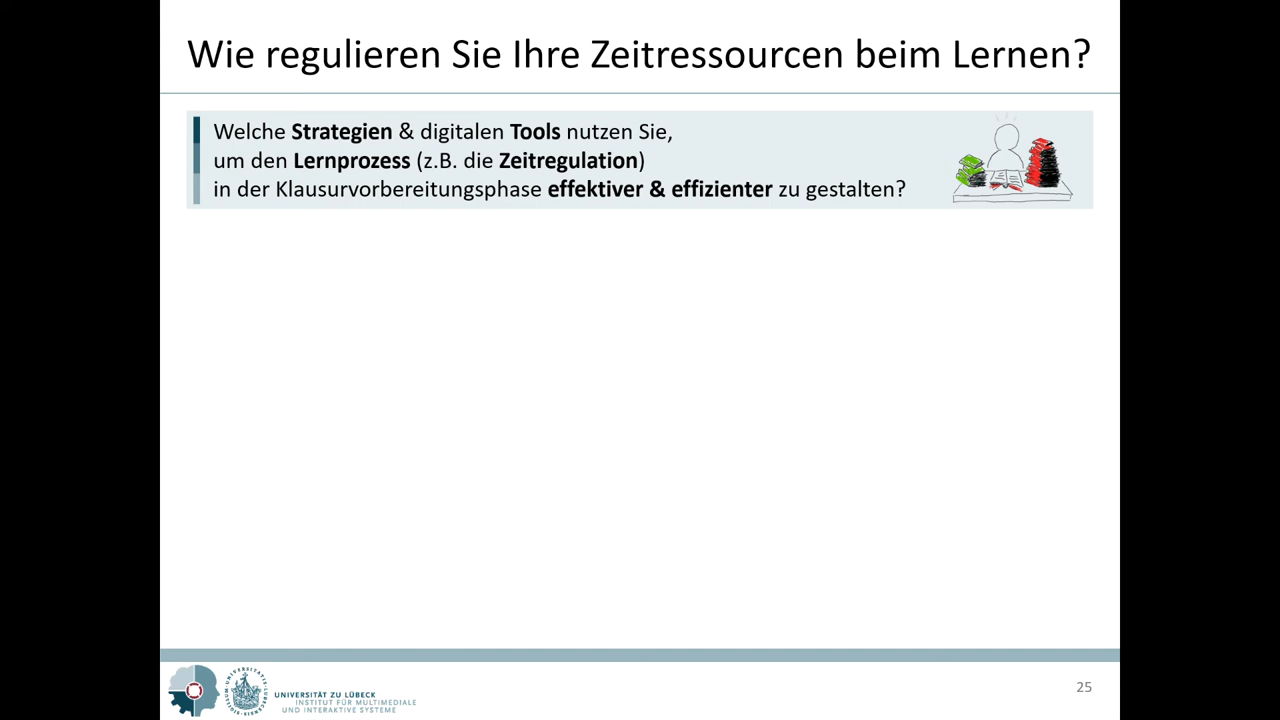 Wie regulieren Sie Ihre Zeitressourcen beim Lernen?
Welche Strategien & digitalen Tools nutzen Sie,
um den Lernprozess (z.B. die Zeitregulation)
in der Klausurvorbereitungsphase effektiver & effizienter zu gestalten?
UNIVERSITÄT ZU LÜBECK
INSTITUT FÜR MULTIMEDIALE
UND INTERAKTIVE SYSTEME
25